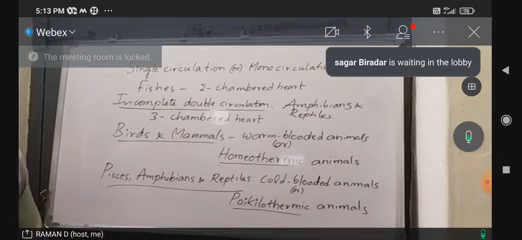 5:13 PM
Webex
The meeting room is locked.
sagar Biradar is waiting in the lobby
Single circulation (or) Mono circulati
Fishes - 2-chambered heart
Incomplete double circulation. Amphibians &
Reptiles
3-chambered heart
Birds & Mammals - Warm-blooded animals
(or)
Homeothermic animals
Pisces, Amphibians & Reptiles. Cold-blooded animals
(or)
Poikilothermic animals
RAMAN D (host, me)